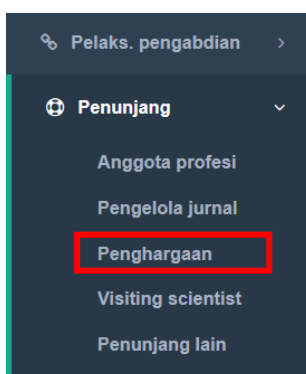 Pelaks. pengabdian
Penunjang
Anggota profesi
Pengelola jurnal
Penghargaan
Visiting scientist
Penunjang lain